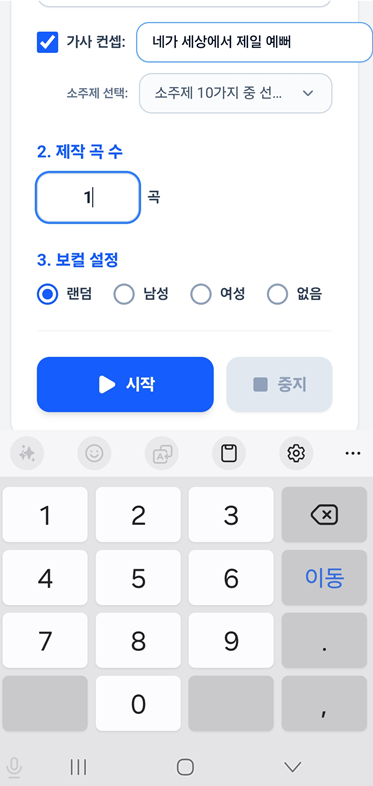 가사 컨셉: 네가 세상에서 제일 예뻐
소주제 선택: 소주제 10가지 중 선...
2. 제작 곡 수
1 곡
3. 보컬 설정
랜덤 남성 여성 없음
시작 중지
1 2 3
4 5 6 이동
7 8 9 .
0 ,